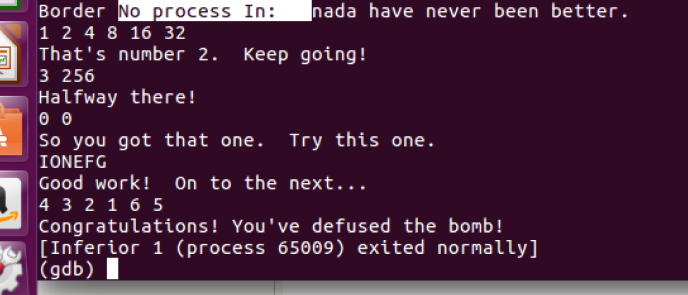 Border No process In: nada have never been better.
1 2 4 8 16 32
That's number 2.  Keep going!
3 256
Halfway there!
0 0
So you got that one.  Try this one.
IONEFG
Good work!  On to the next...
4 3 2 1 6 5
Congratulations! You've defused the bomb!
[Inferior 1 (process 65009) exited normally]
(gdb)